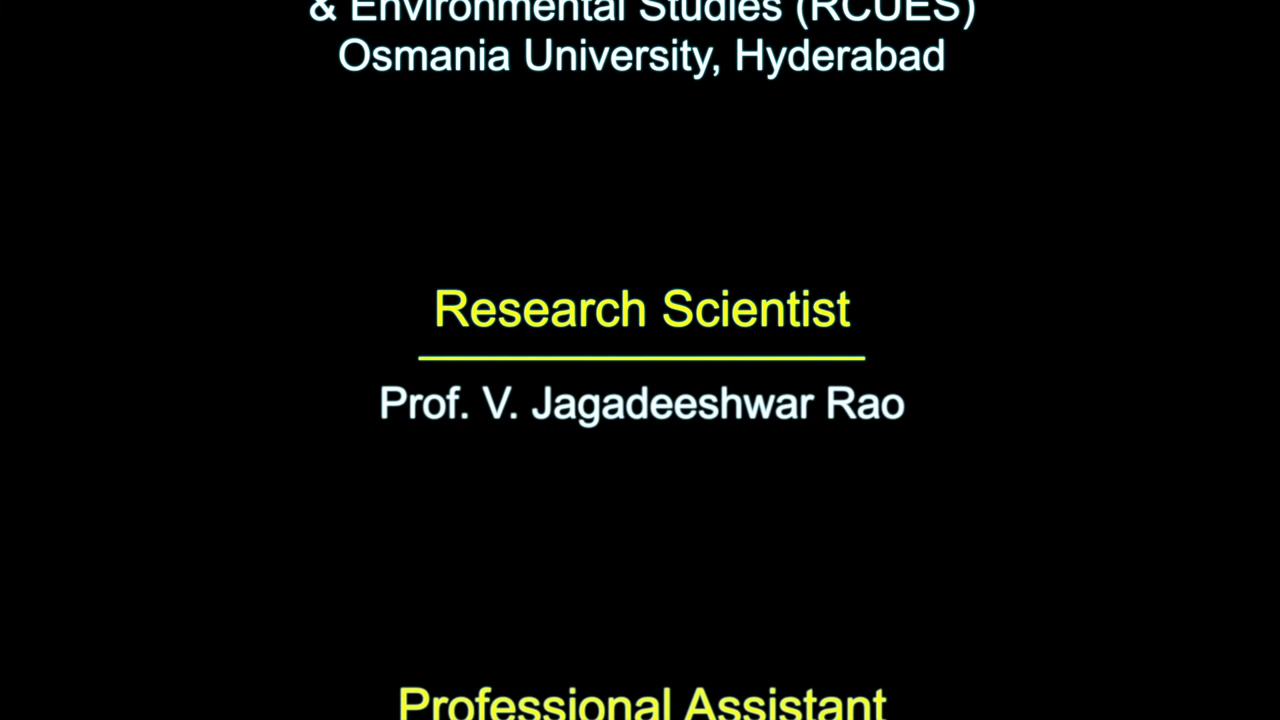 & Environmental Studies (RCUES)
Osmania University, Hyderabad
Research Scientist
Prof. V. Jagadeeshwar Rao
Professional Assistant